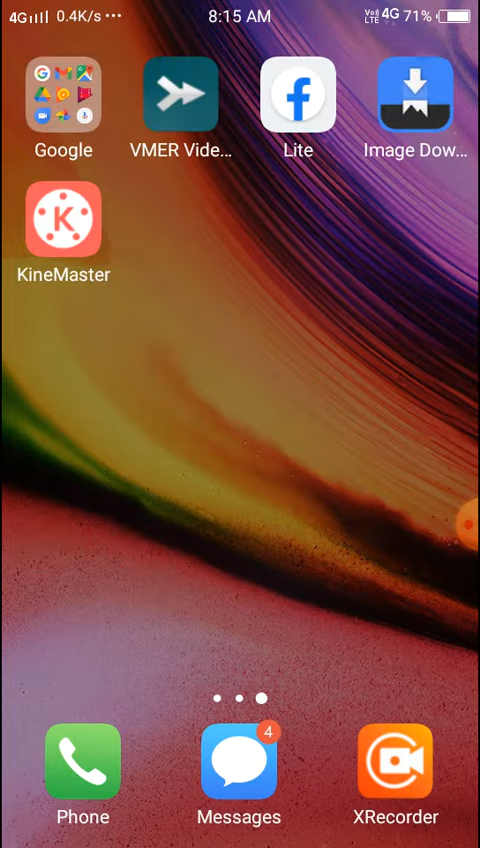 4G 0.4K/s ... 8:15 AM VoLTE 4G 71%
Google VMER Vide... Lite Image Dow...
KineMaster
4
Phone Messages XRecorder